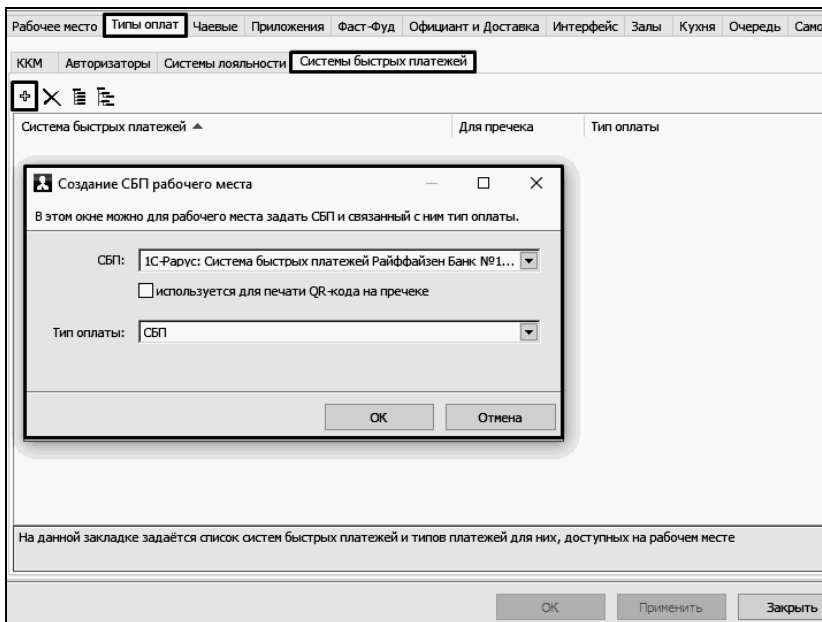 Рабочее место Типы оплат Чаевые Приложения Фаст-Фуд Официант и Доставка Интерфейс Залы Кухня Очередь Само
ККМ Авторизаторы Системы лояльности Системы быстрых платежей
Система быстрых платежей Для пречека Тип оплаты
Создание СБП рабочего места
В этом окне можно для рабочего места задать СБП и связанный с ним тип оплаты.
СБП: 1С-Рарус: Система быстрых платежей Райффайзен Банк №1...
используется для печати QR-кода на пречеке
Тип оплаты: СБП
ОК Отмена
На данной закладке задаётся список систем быстрых платежей и типов платежей для них, доступных на рабочем месте
ОК Применить Закрыть